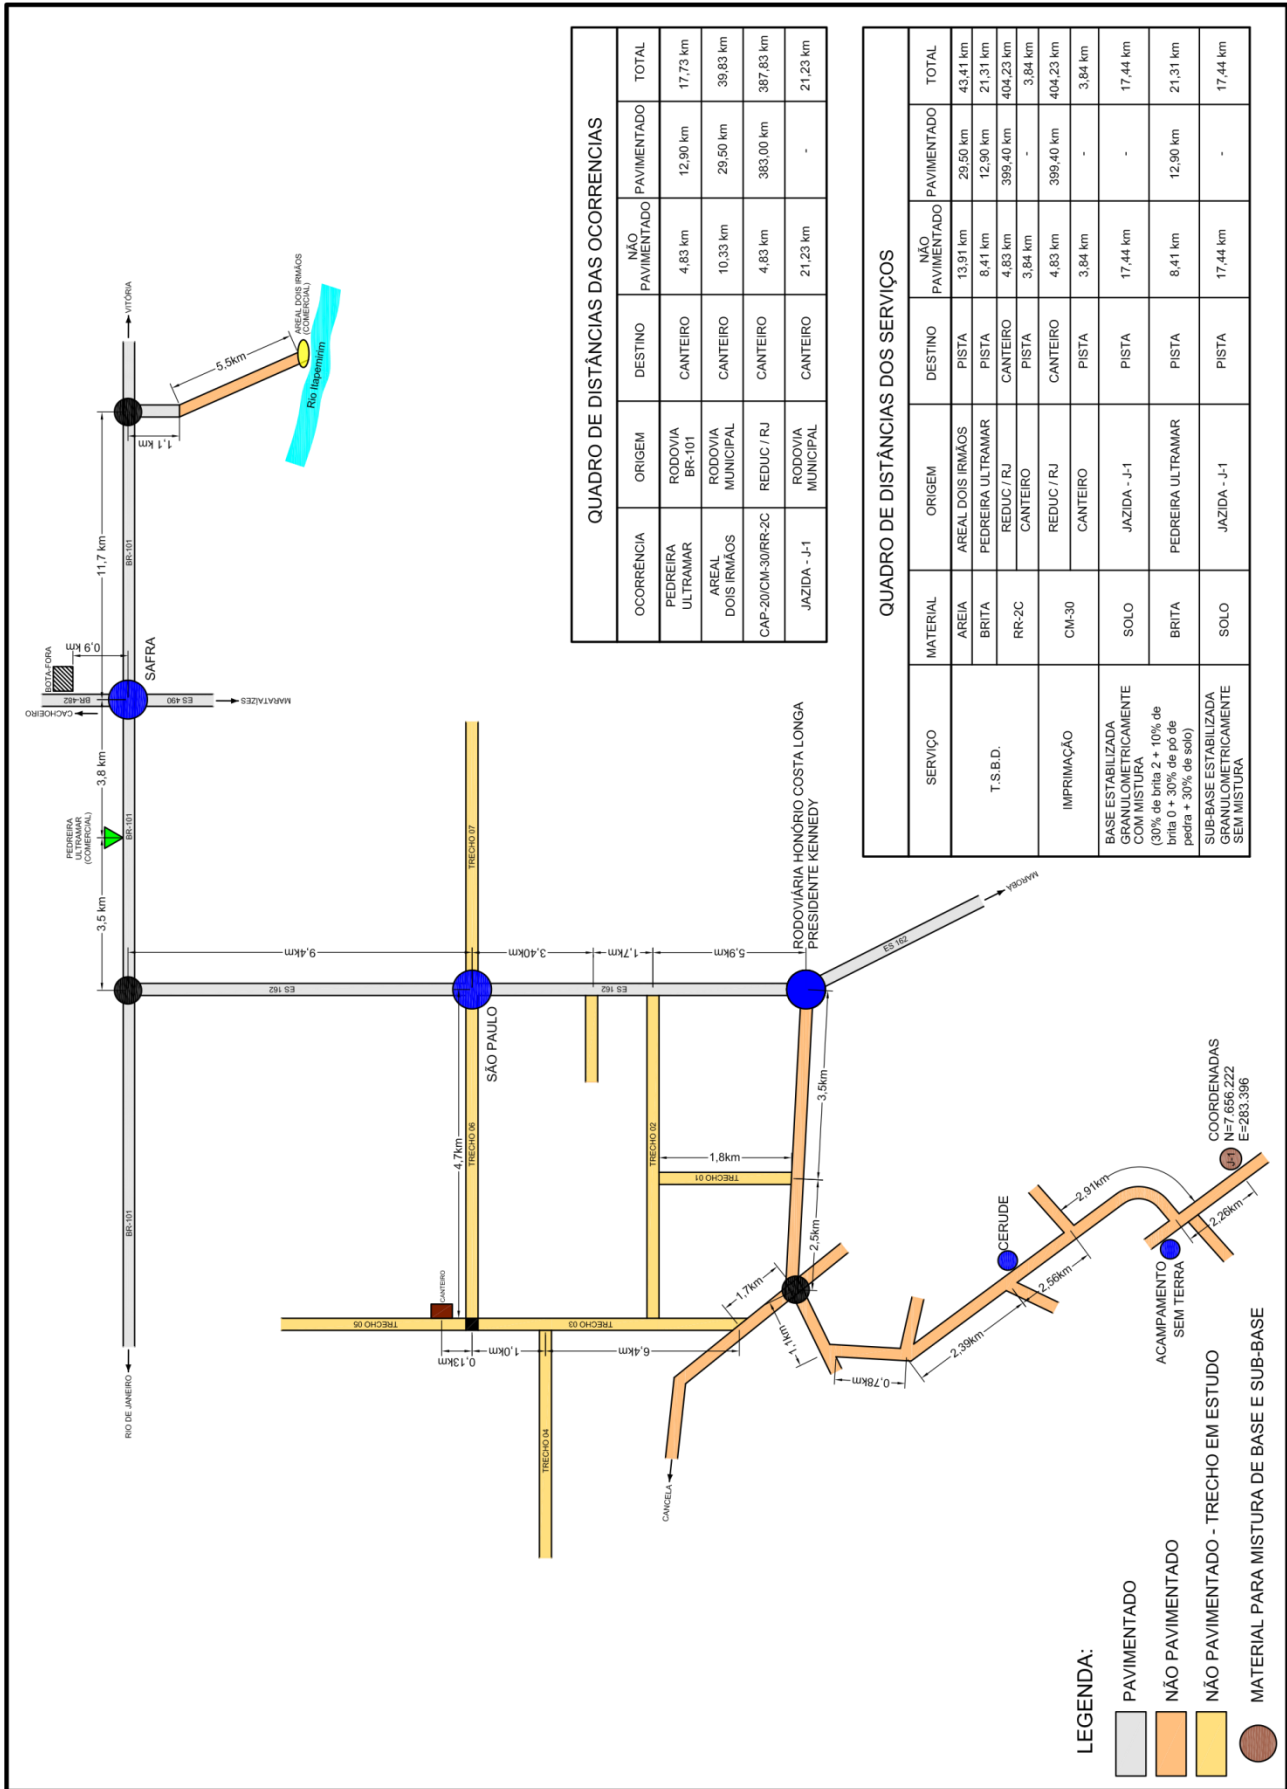 QUADRO DE DISTÂNCIAS DAS OCORRENCIAS
OCORRÊNCIA ORIGEM DESTINO NÃO PAVIMENTADO PAVIMENTADO TOTAL
PEDREIRA ULTRAMAR RODOVIA BR-101 CANTEIRO 4,83 km 12,90 km 17,73 km
AREAL DOIS IRMÃOS RODOVIA MUNICIPAL CANTEIRO 10,33 km 29,50 km 39,83 km
CAP-20/CM-30/RR-2C REDUC / RJ CANTEIRO 4,83 km 383,00 km 387,83 km
JAZIDA - J-1 RODOVIA MUNICIPAL CANTEIRO 21,23 km - 21,23 km
QUADRO DE DISTÂNCIAS DOS SERVIÇOS
SERVIÇO MATERIAL ORIGEM DESTINO NÃO PAVIMENTADO PAVIMENTADO TOTAL
T.S.B.D.
AREIA AREAL DOIS IRMÃOS PISTA 13,91 km 29,50 km 43,41 km
BRITA PEDREIRA ULTRAMAR PISTA 8,41 km 12,90 km 21,31 km
RR-2C REDUC / RJ CANTEIRO 4,83 km 399,40 km 404,23 km
CANTEIRO PISTA 3,84 km - 3,84 km
IMPRIMAÇÃO
CM-30 REDUC / RJ CANTEIRO 4,83 km 399,40 km 404,23 km
CANTEIRO PISTA 3,84 km - 3,84 km
BASE ESTABILIZADA
GRANULOMETRICAMENTE
COM MISTURA
(30% de brita 2 + 10% de
brita 0 + 30% de pó de
pedra + 30% de solo)
SOLO JAZIDA - J-1 PISTA 17,44 km - 17,44 km
BRITA PEDREIRA ULTRAMAR PISTA 8,41 km 12,90 km 21,31 km
SUB-BASE ESTABILIZADA
GRANULOMETRICAMENTE
SEM MISTURA
SOLO JAZIDA - J-1 PISTA 17,44 km - 17,44 km
RIO DE JANEIRO
BR-101
3,5 km
PEDREIRA
ULTRAMAR
(COMERCIAL)
BR-101
3,8 km
CACHOEIRO
BR-482
BOTA-FORA
0,9 km
SAFRA
ES 490
MARATAÍZES
11,7 km
BR-101
VITÓRIA
1,1 km
5,5km
AREAL DOIS IRMÃOS
(COMERCIAL)
Rio Itapemirim
ES 162
9,4km
TRECHO 07
SÃO PAULO
4,7km
TRECHO 06
3,40km
ES 162
1,7km
5,9km
CANTEIRO
TRECHO 05
0,13km
1,0km
TRECHO 03
6,4km
TRECHO 04
TRECHO 02
TRECHO 01
1,8km
RODOVIÁRIA HONÓRIO COSTA LONGA
PRESIDENTE KENNEDY
ES 162
MAROBÁ
3,5km
2,5km
1,7km
CANCELA
1,1km
0,78km
2,39km
CERUDE
2,56km
2,91km
ACAMPAMENTO
SEM TERRA
2,26km
J-1
COORDENADAS
N=7.656.222
E=283.396
LEGENDA:
PAVIMENTADO
NÃO PAVIMENTADO
NÃO PAVIMENTADO - TRECHO EM ESTUDO
MATERIAL PARA MISTURA DE BASE E SUB-BASE